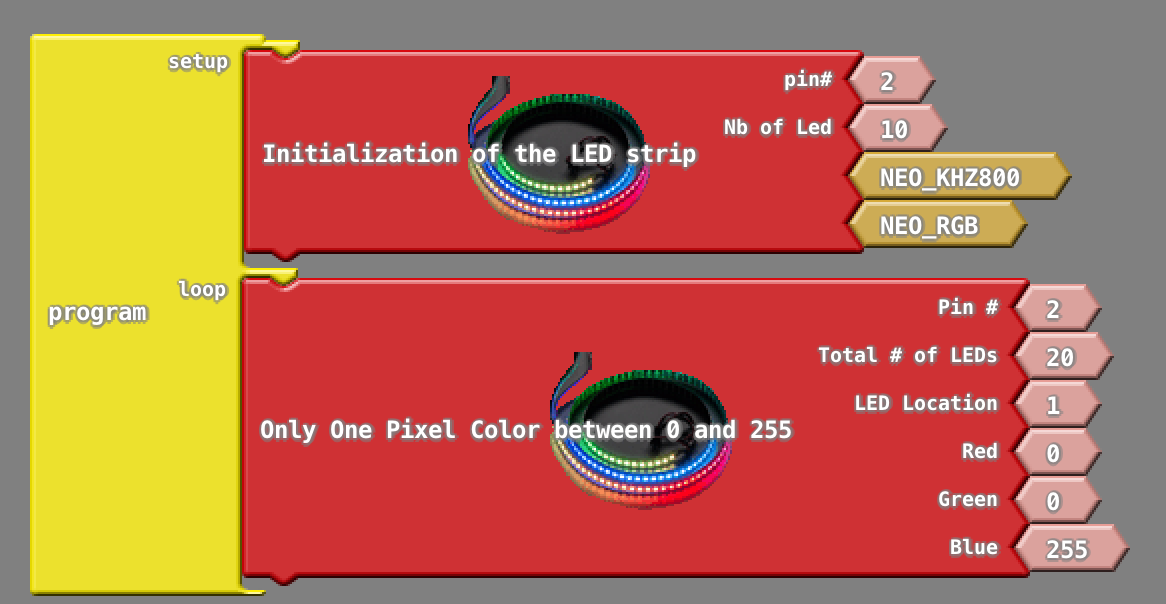 setup
pin# 2
Nb of Led 10
Initialization of the LED strip
NEO_KHZ800
NEO_RGB
loop
program
Pin # 2
Total # of LEDs 20
LED Location 1
Only One Pixel Color between 0 and 255
Red 0
Green 0
Blue 255